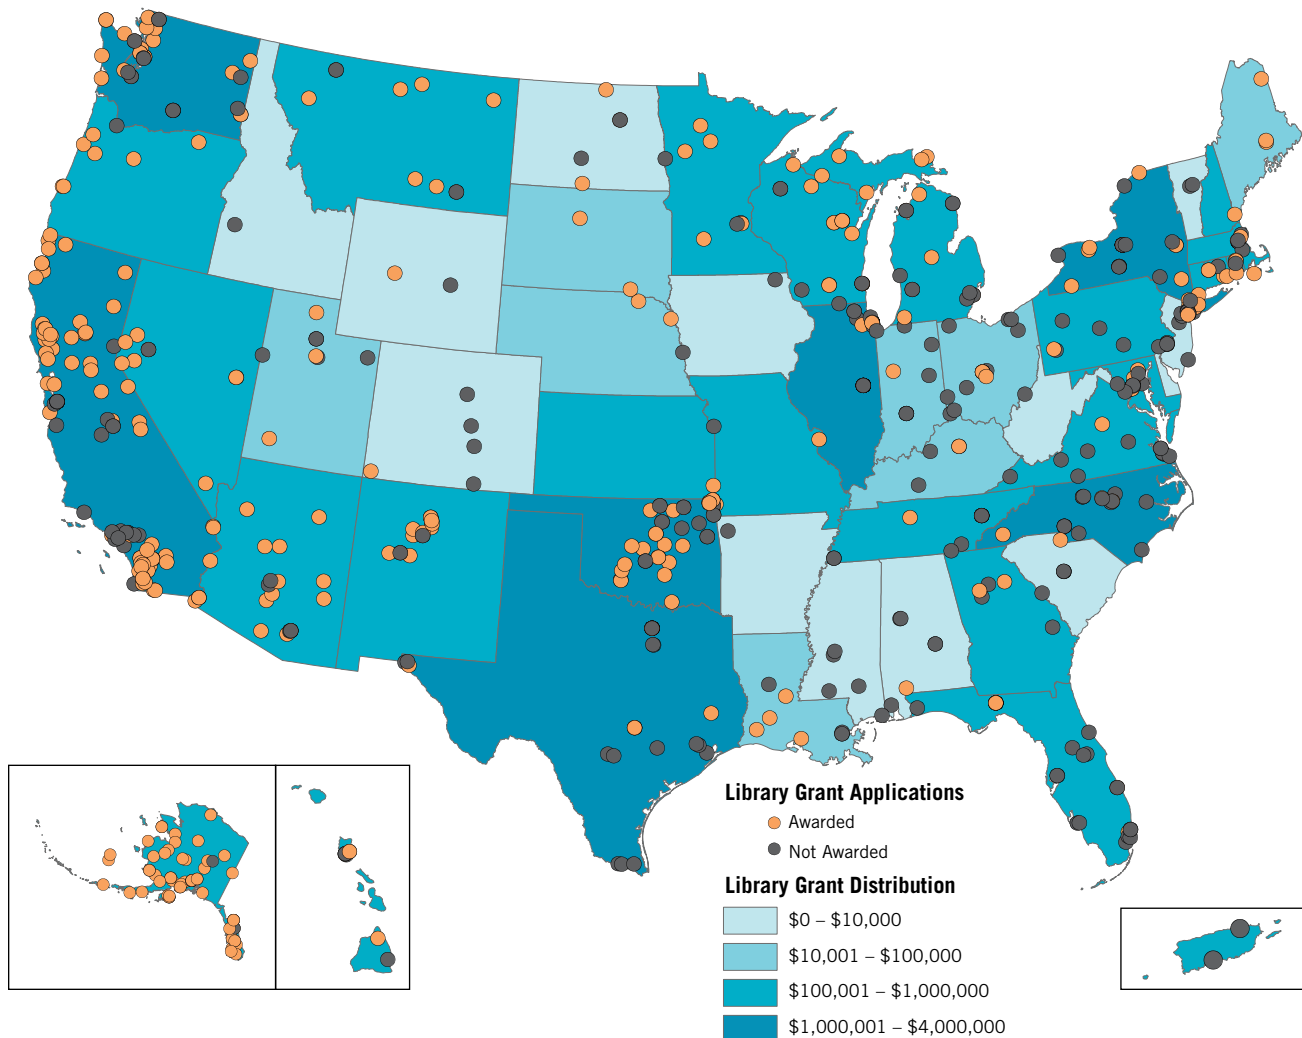 Library Grant Applications
Awarded
Not Awarded
Library Grant Distribution
$0 – $10,000
$10,001 – $100,000
$100,001 – $1,000,000
$1,000,001 – $4,000,000